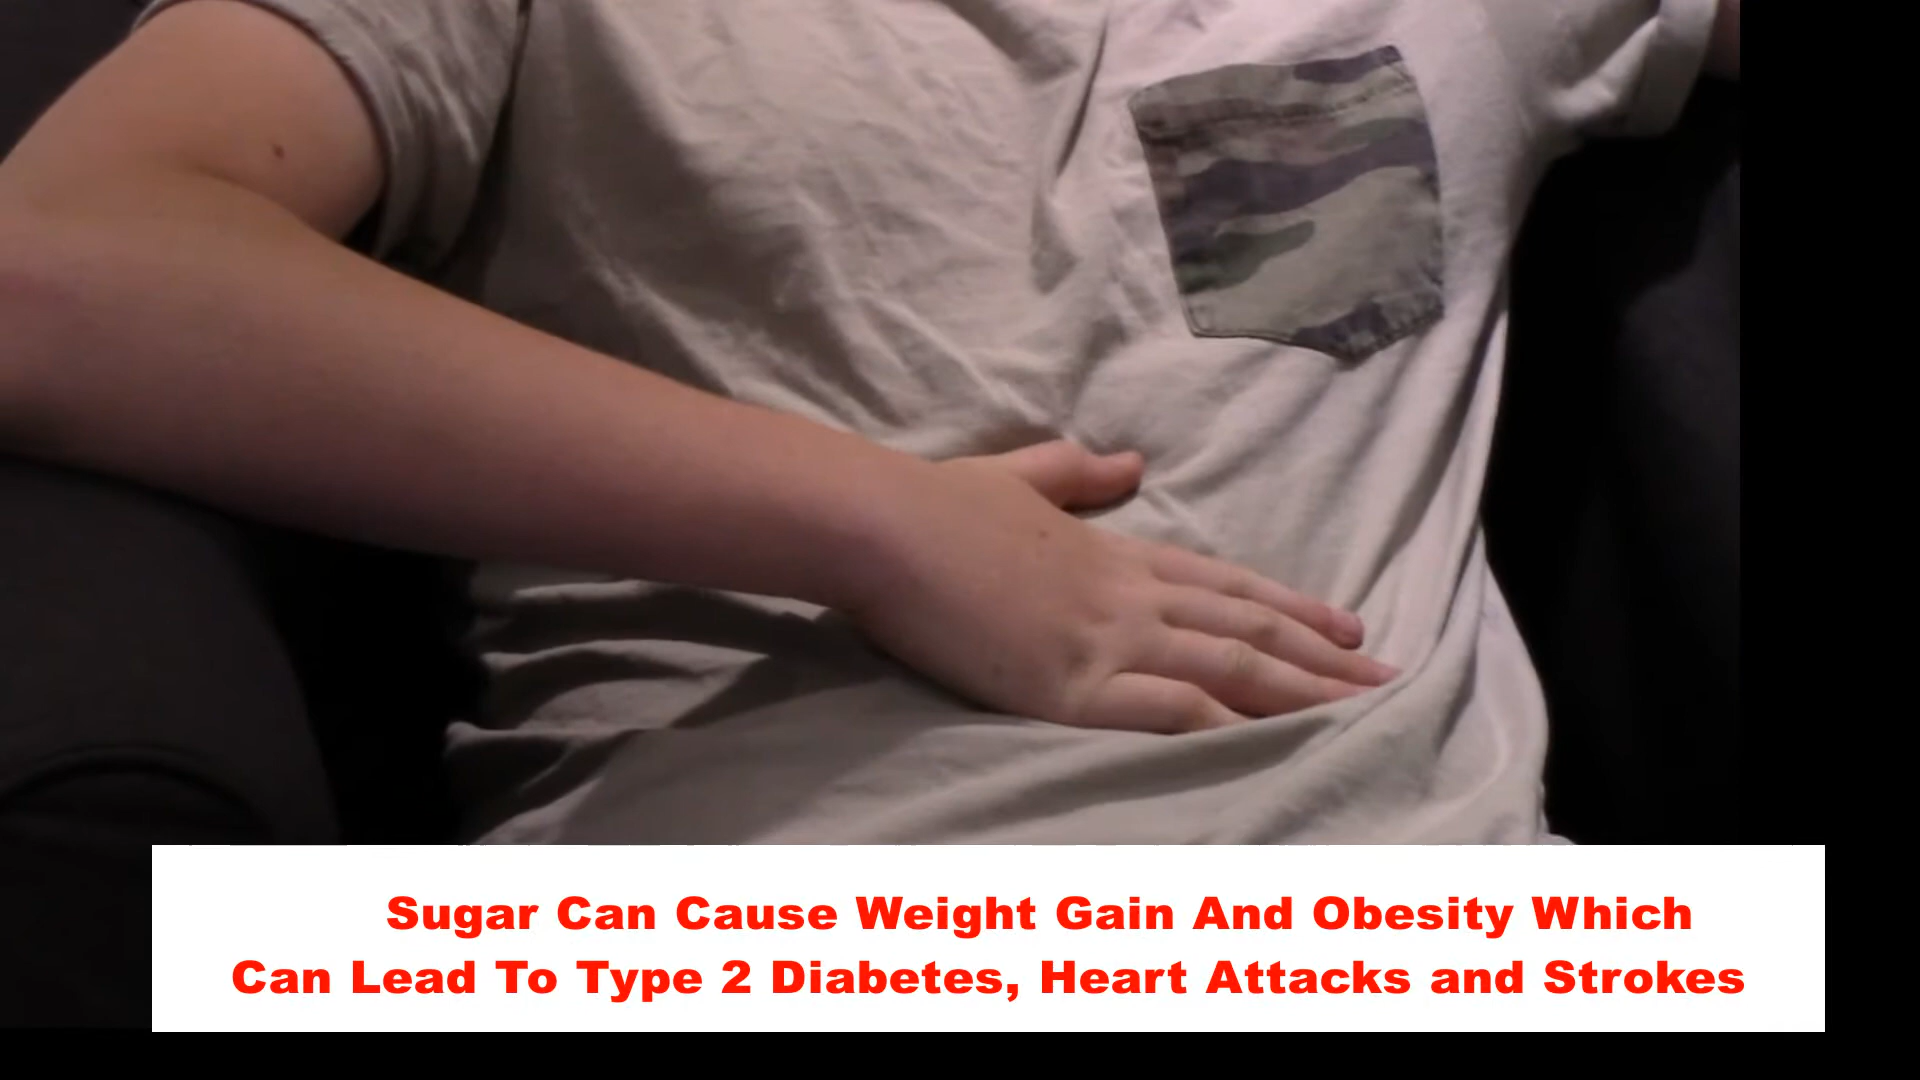 Sugar Can Cause Weight Gain And Obesity Which
Can Lead To Type 2 Diabetes, Heart Attacks and Strokes